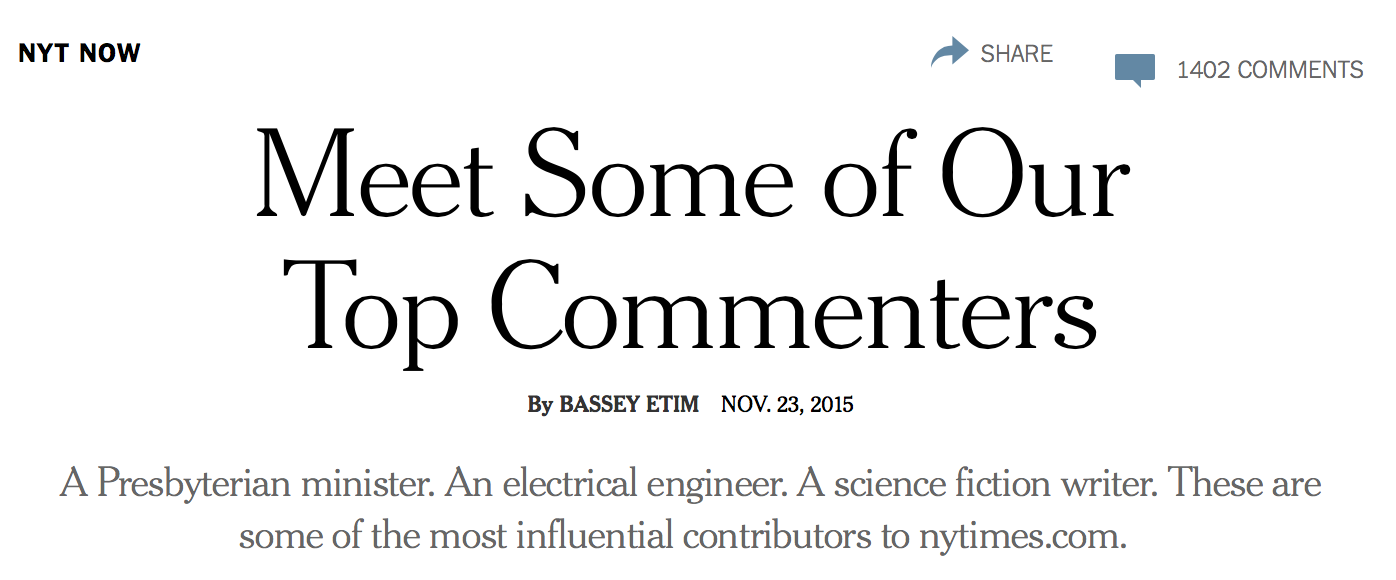 NYT NOW
SHARE
1402 COMMENTS
Meet Some of Our
Top Commenters
By BASSEY ETIM NOV. 23, 2015
A Presbyterian minister. An electrical engineer. A science fiction writer. These are
some of the most influential contributors to nytimes.com.